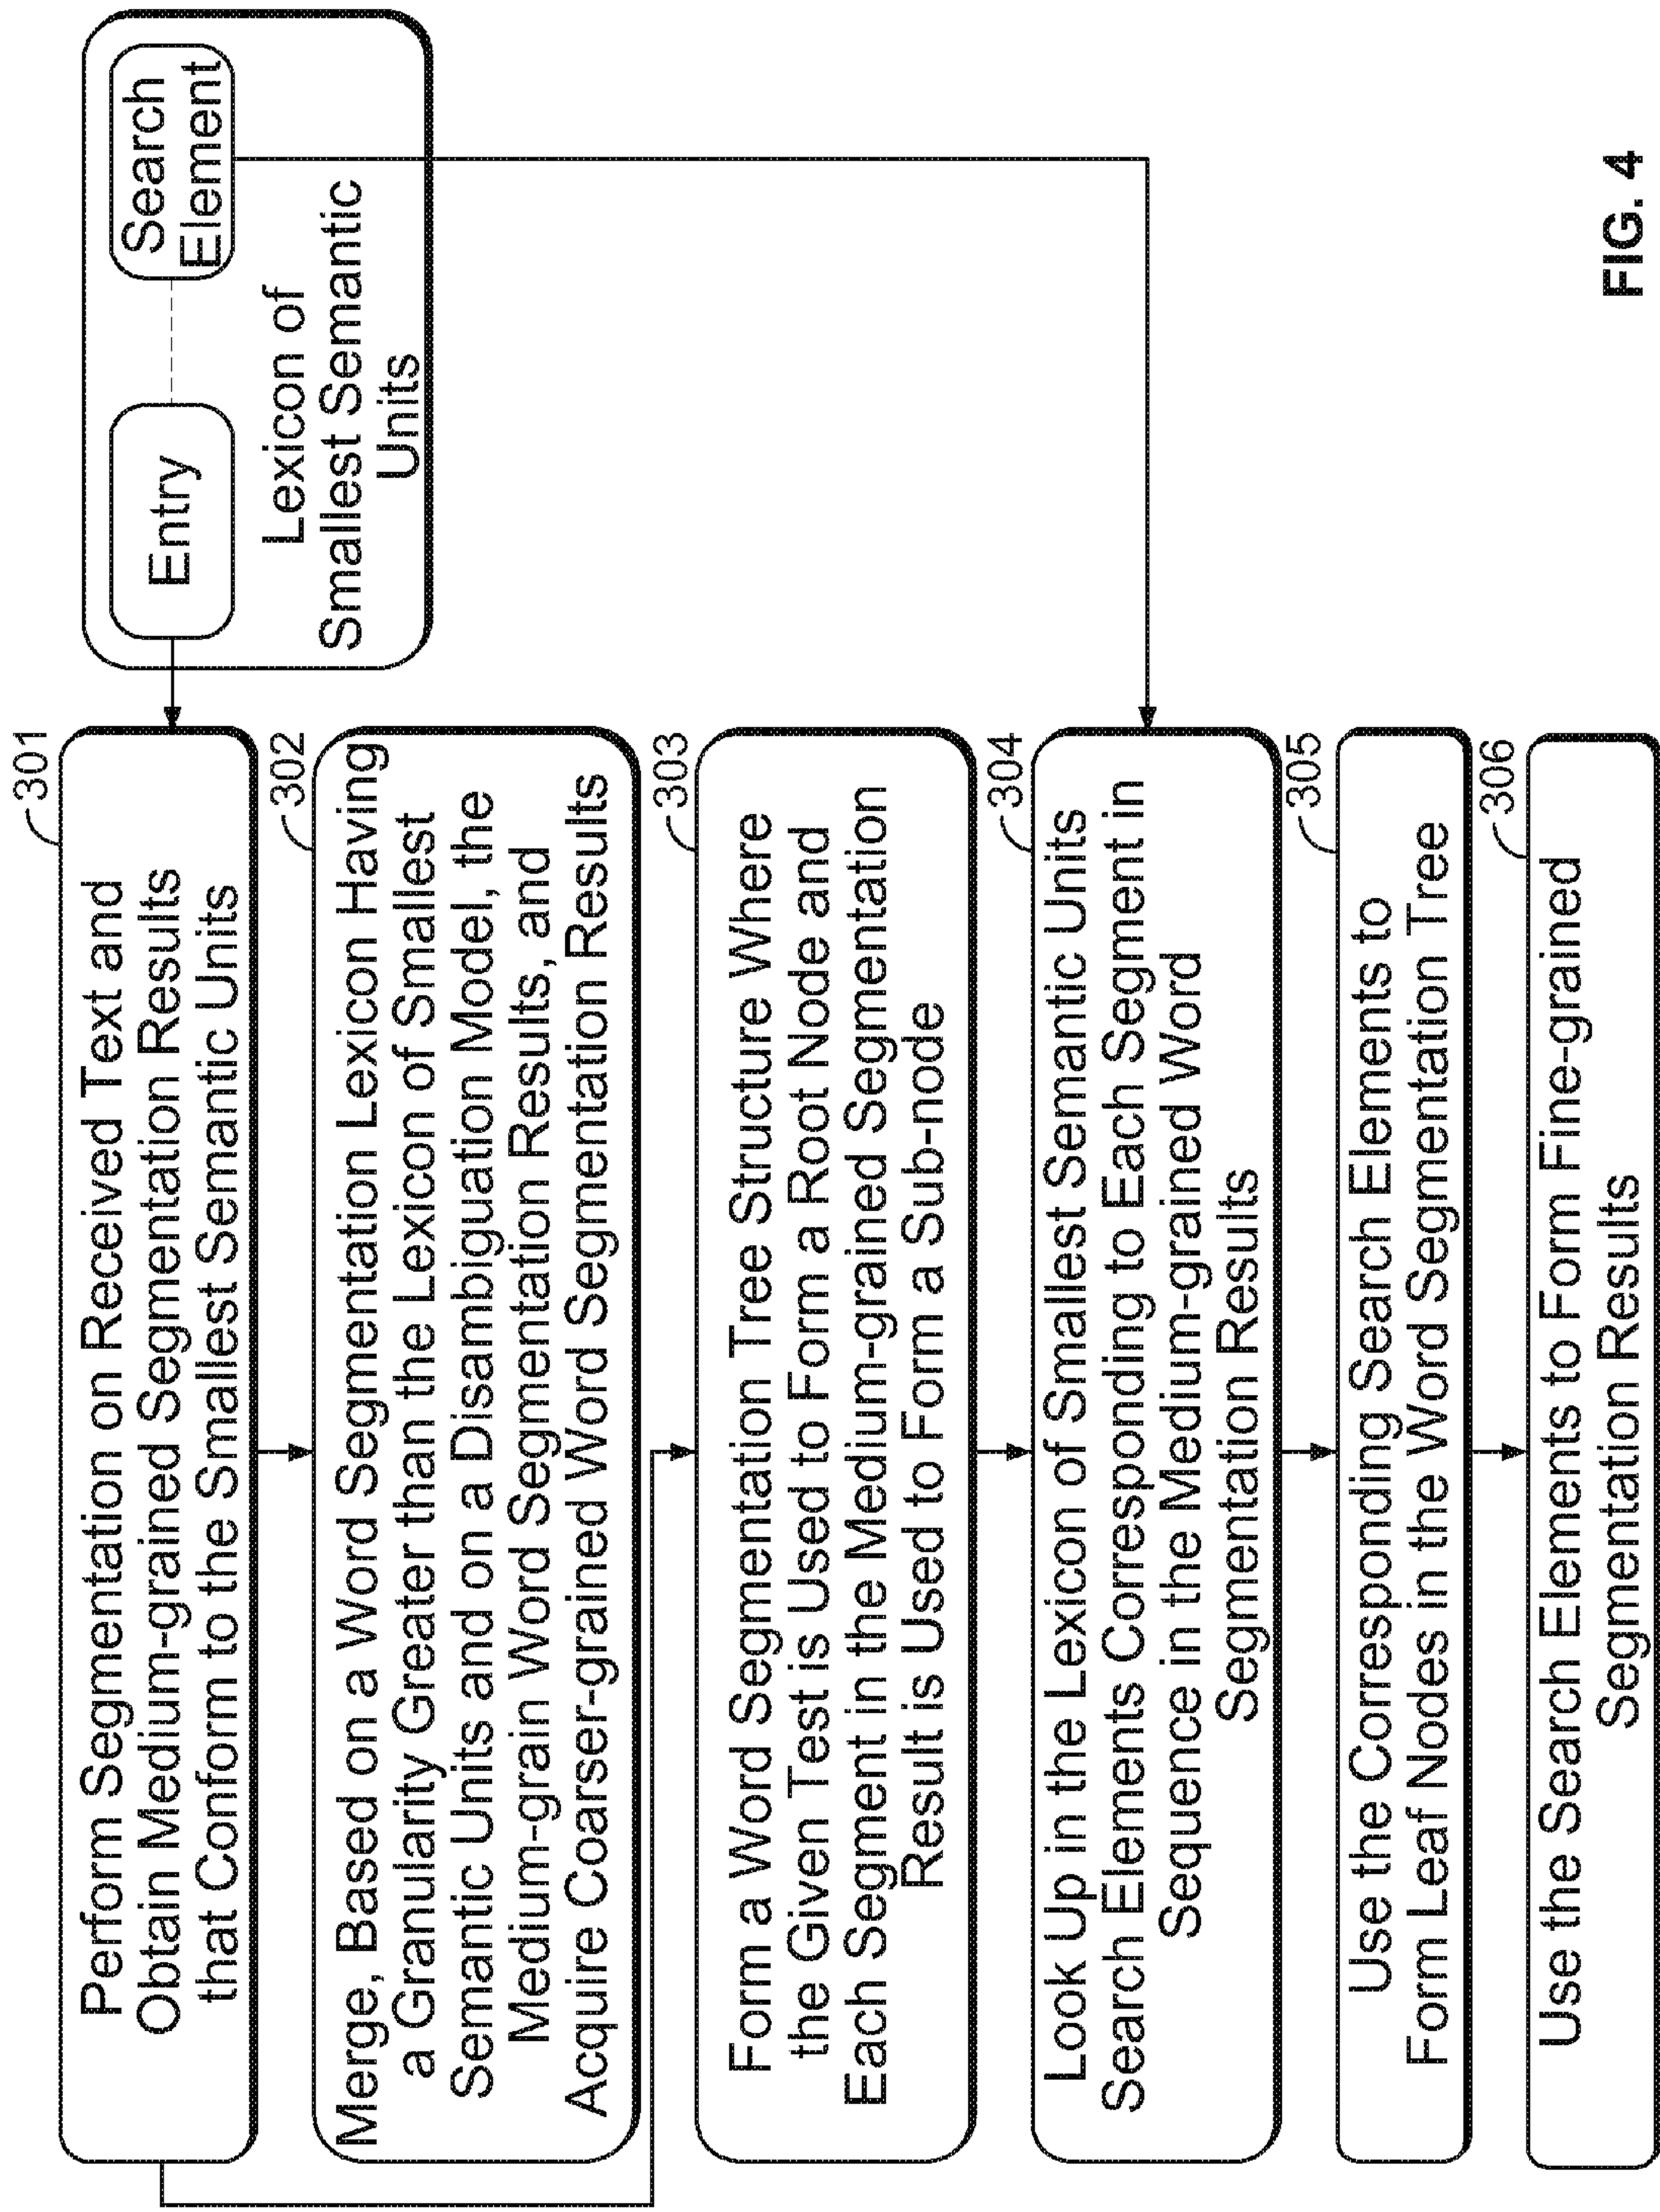 301
Perform Segmentation on Received Text and
Obtain Medium-grained Segmentation Results
that Conform to the Smallest Semantic Units
Entry
Search
Element
Lexicon of
Smallest Semantic
Units
302
Merge, Based on a Word Segmentation Lexicon Having
a Granularity Greater than the Lexicon of Smallest
Semantic Units and on a Disambiguation Model, the
Medium-grain Word Segmentation Results, and
Acquire Coarser-grained Word Segmentation Results
303
Form a Word Segmentation Tree Structure Where
the Given Test is Used to Form a Root Node and
Each Segment in the Medium-grained Segmentation
Result is Used to Form a Sub-node
304
Look Up in the Lexicon of Smallest Semantic Units
Search Elements Corresponding to Each Segment in
Sequence in the Medium-grained Word
Segmentation Results
305
Use the Corresponding Search Elements to
Form Leaf Nodes in the Word Segmentation Tree
306
Use the Search Elements to Form Fine-grained
Segmentation Results
FIG. 4